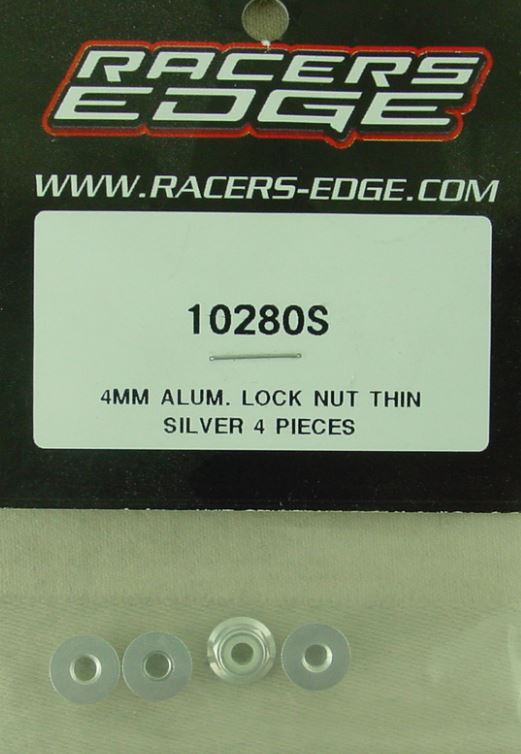 RACERS
EDGE
WWW.RACERS-EDGE.COM
10280S
4MM ALUM. LOCK NUT THIN
SILVER 4 PIECES